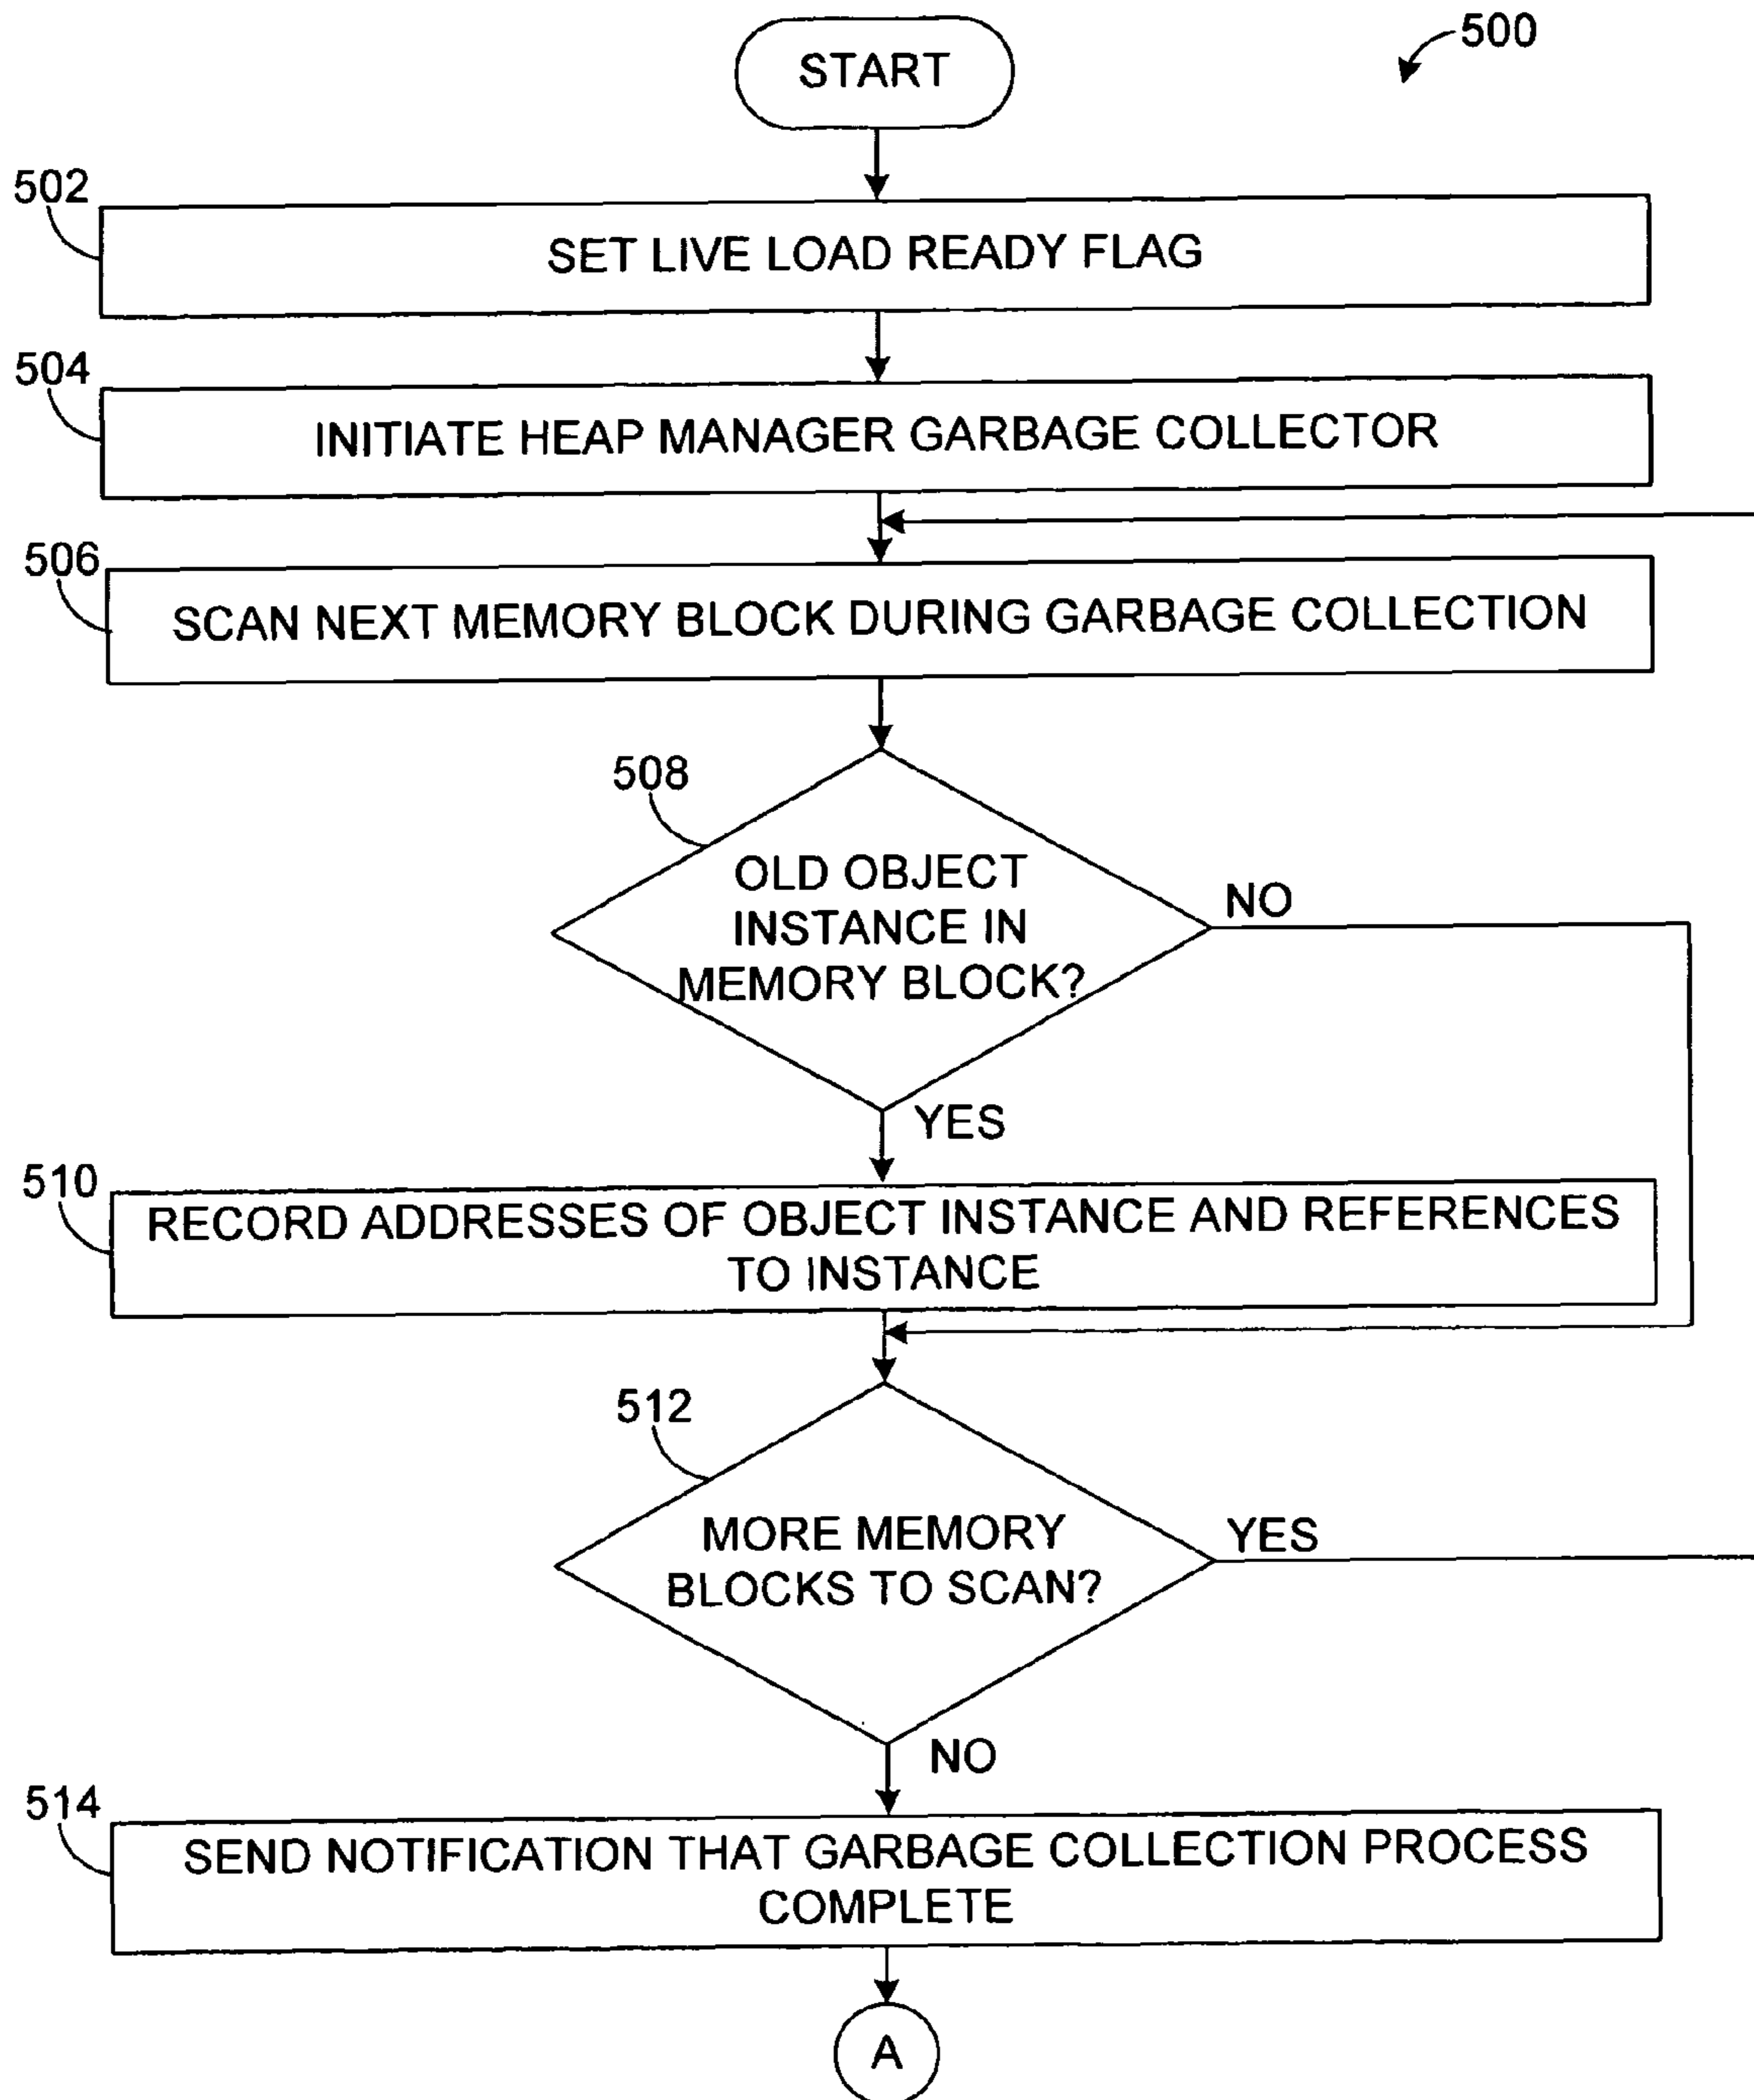 START
500
502
SET LIVE LOAD READY FLAG
504
INITIATE HEAP MANAGER GARBAGE COLLECTOR
506
SCAN NEXT MEMORY BLOCK DURING GARBAGE COLLECTION
508
OLD OBJECT
INSTANCE IN
MEMORY BLOCK?
NO
YES
510
RECORD ADDRESSES OF OBJECT INSTANCE AND REFERENCES
TO INSTANCE
512
MORE MEMORY
BLOCKS TO SCAN?
YES
NO
514
SEND NOTIFICATION THAT GARBAGE COLLECTION PROCESS
COMPLETE
A